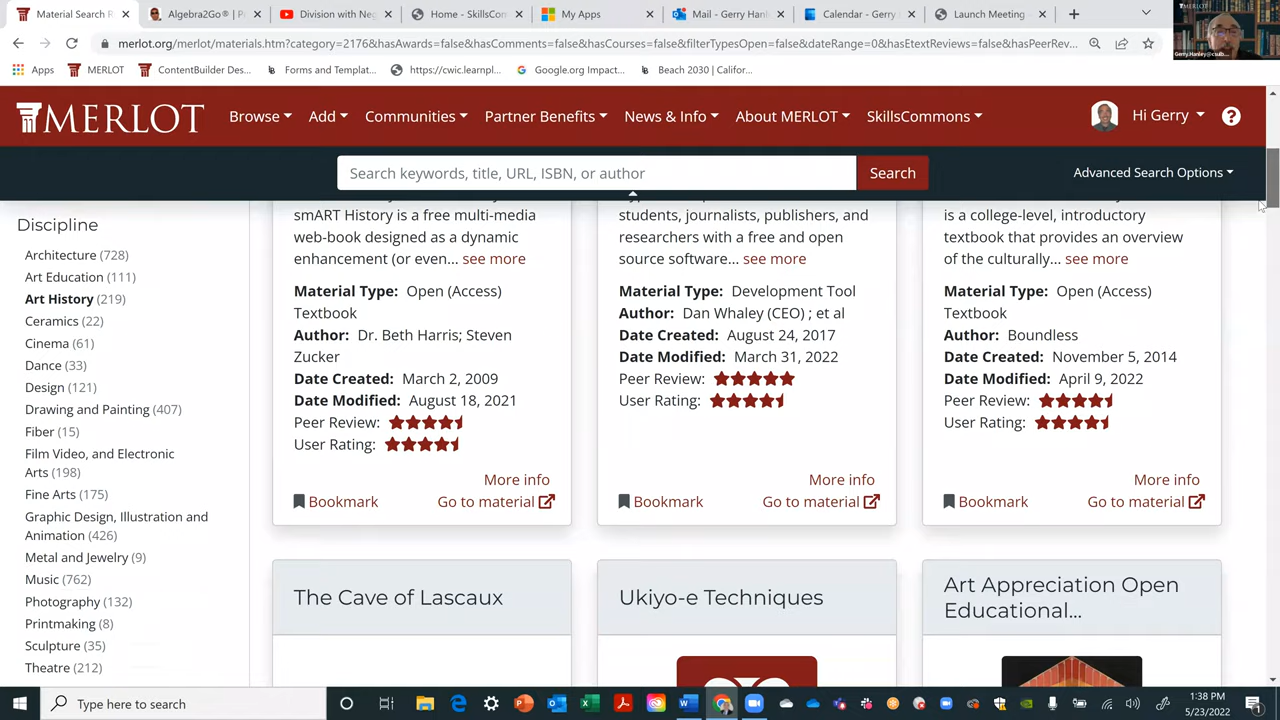 Material Search R
Algebra2Go® | P
Division with Neg
Home - SkillsCom
My Apps
Mail - Gerry Han
Calendar - Gerry
Launch Meeting -
merlot.org/merlot/materials.htm?category=2176&hasAwards=false&hasComments=false&hasCourses=false&filterTypesOpen=false&dateRange=0&hasEtextReviews=false&hasPeerRev...
Apps
MERLOT
ContentBuilder Des...
Forms and Templat...
https://cwic.learnpi...
Google.org Impact...
Beach 2030 | Califor...
MERLOT
MERLOT
Browse
Add
Communities
Partner Benefits
News & Info
About MERLOT
SkillsCommons
Hi Gerry
?
Search keywords, title, URL, ISBN, or author
Search
Advanced Search Options
Discipline
Architecture (728)
Art Education (111)
Art History (219)
Ceramics (22)
Cinema (61)
Dance (33)
Design (121)
Drawing and Painting (407)
Fiber (15)
Film Video, and Electronic
Arts (198)
Fine Arts (175)
Graphic Design, Illustration and
Animation (426)
Metal and Jewelry (9)
Music (762)
Photography (132)
Printmaking (8)
Sculpture (35)
Theatre (212)
smART History is a free multi-media
web-book designed as a dynamic
enhancement (or even... see more
Material Type: Open (Access)
Textbook
Author: Dr. Beth Harris; Steven
Zucker
Date Created: March 2, 2009
Date Modified: August 18, 2021
Peer Review:
User Rating:
More info
Bookmark
Go to material
students, journalists, publishers, and
researchers with a free and open
source software... see more
Material Type: Development Tool
Author: Dan Whaley (CEO) ; et al
Date Created: August 24, 2017
Date Modified: March 31, 2022
Peer Review:
User Rating:
More info
Bookmark
Go to material
is a college-level, introductory
textbook that provides an overview
of the culturally... see more
Material Type: Open (Access)
Textbook
Author: Boundless
Date Created: November 5, 2014
Date Modified: April 9, 2022
Peer Review:
User Rating:
More info
Bookmark
Go to material
The Cave of Lascaux
Ukiyo-e Techniques
Art Appreciation Open
Educational...
Type here to search
1:38 PM
5/23/2022